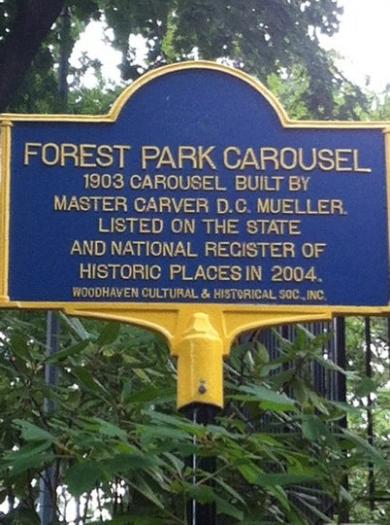 FOREST PARK CAROUSEL
1903 CAROUSEL BUILT BY
MASTER CARVER D.C. MUELLER.
LISTED ON THE STATE
AND NATIONAL REGISTER OF
HISTORIC PLACES IN 2004.
WOODHAVEN CULTURAL & HISTORICAL SOC., INC.